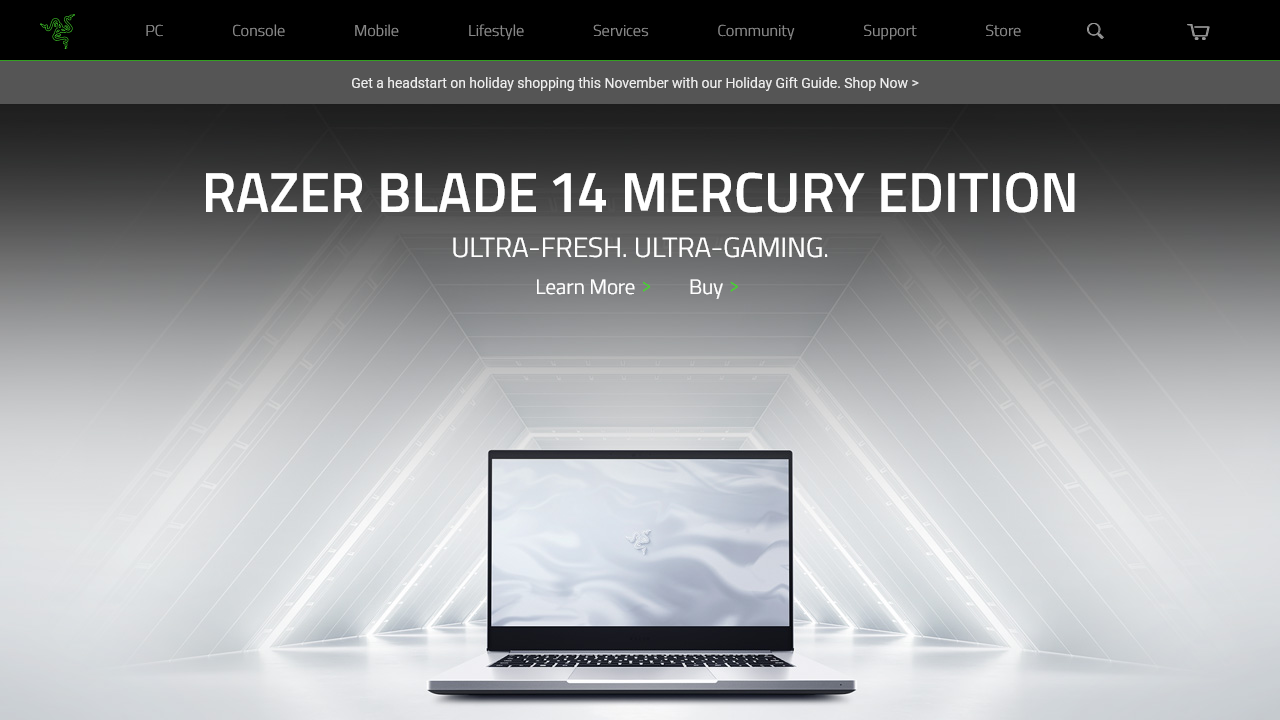 PC Console Mobile Lifestyle Services Community Support Store
Get a headstart on holiday shopping this November with our Holiday Gift Guide. Shop Now >
RAZER BLADE 14 MERCURY EDITION
ULTRA-FRESH. ULTRA-GAMING.
Learn More > Buy >